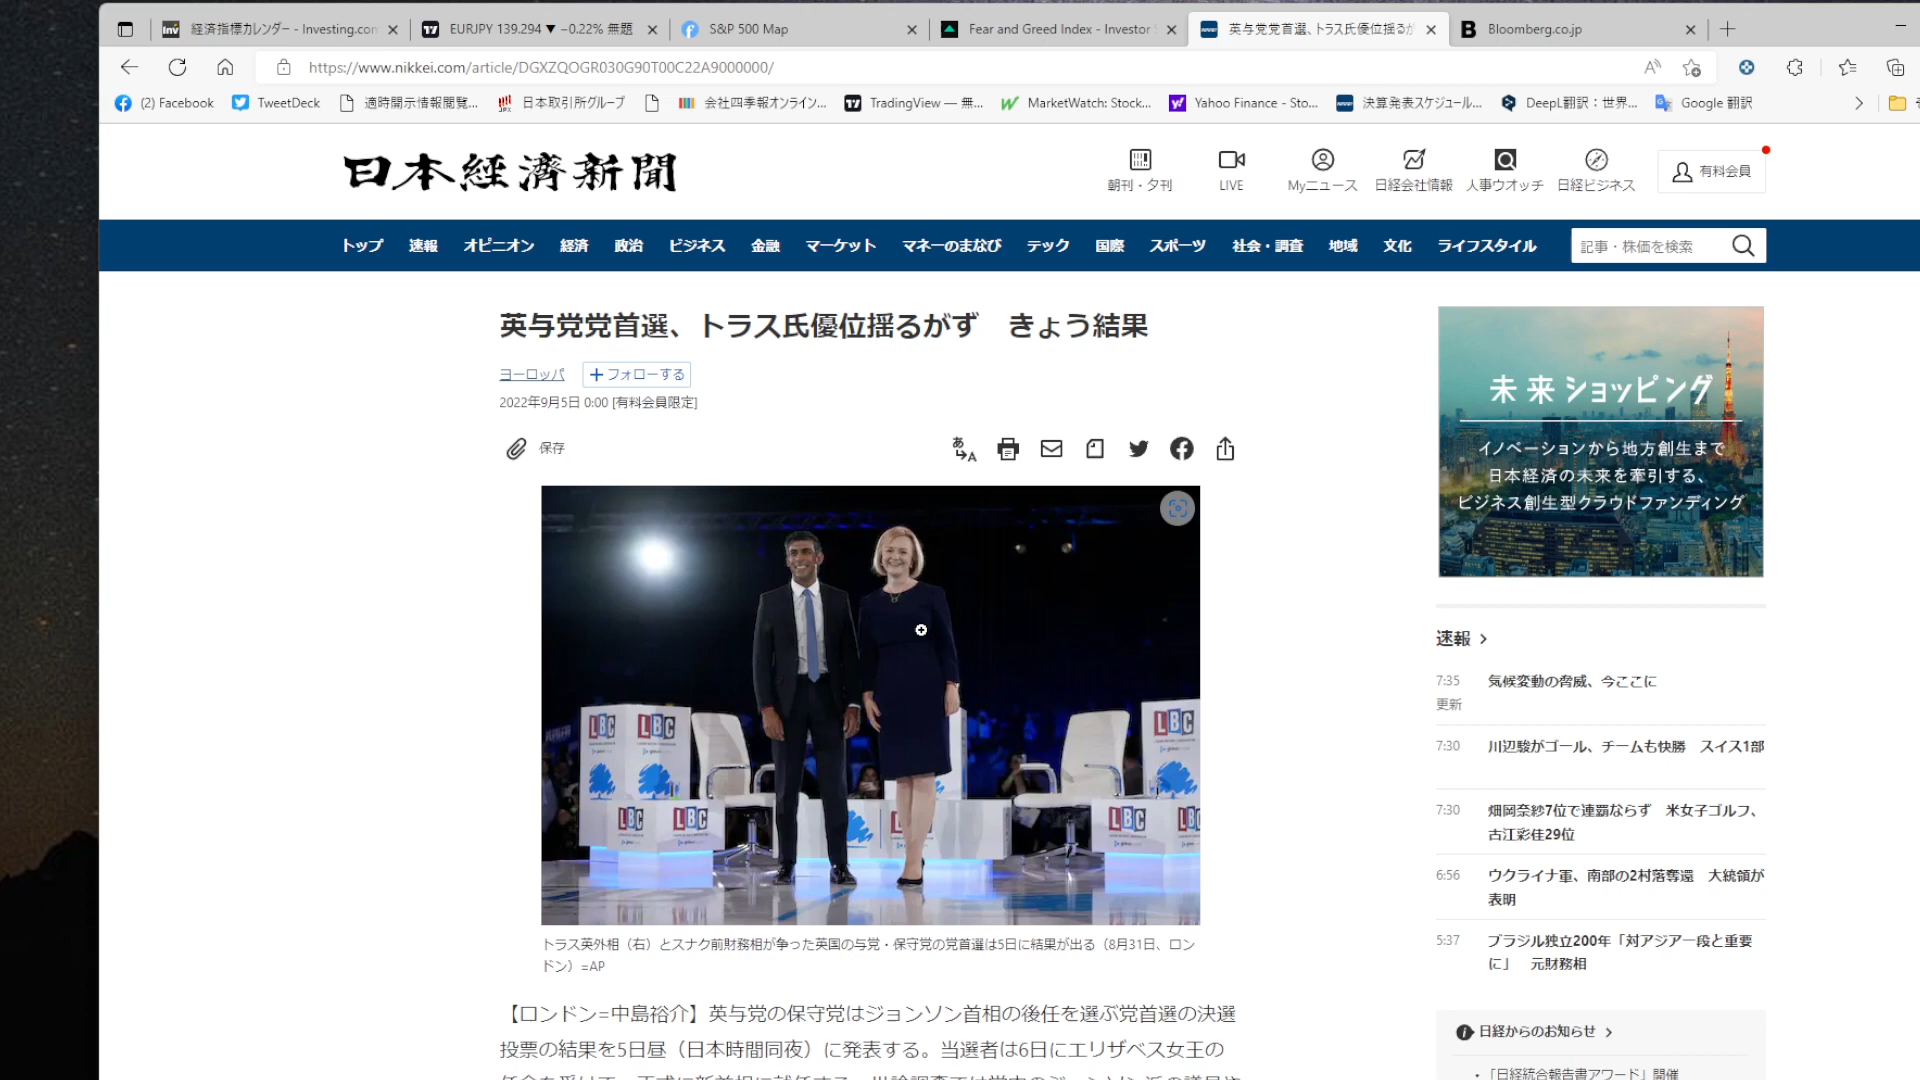 経済指標カレンダー - Investing.con
EURJPY 139.294 ▼ −0.22% 無題
S&P 500 Map
Fear and Greed Index - Investor
英与党党首選、トラス氏優位揺るが
Bloomberg.co.jp
https://www.nikkei.com/article/DGXZQOGR030G90T00C22A9000000/
(2) Facebook
TweetDeck
適時開示情報閲覧...
日本取引所グループ
会社四季報オンライン...
TradingView — 無...
MarketWatch: Stock...
Yahoo Finance - Sto...
決算発表スケジュール...
DeepL翻訳：世界...
Google 翻訳
日本経済新聞
朝刊・夕刊
LIVE
Myニュース
日経会社情報
人事ウオッチ
日経ビジネス
有料会員
トップ 速報 オピニオン 経済 政治 ビジネス 金融 マーケット マネーのまなび テック 国際 スポーツ 社会・調査 地域 文化 ライフスタイル
記事・株価を検索
英与党党首選、トラス氏優位揺るがず　きょう結果
ヨーロッパ
+ フォローする
2022年9月5日 0:00 [有料会員限定]
保存
LBC LBC
LBC
LBC LBC
LBC
LBC
トラス英外相（右）とスナク前財務相が争った英国の与党・保守党の党首選は5日に結果が出る（8月31日、ロン
ドン）=AP
【ロンドン=中島裕介】英与党の保守党はジョンソン首相の後任を選ぶ党首選の決選
投票の結果を5日昼（日本時間同夜）に発表する。当選者は6日にエリザベス女王の
未来ショッピング
イノベーションから地方創生まで
日本経済の未来を牽引する、
ビジネス創生型クラウドファンディング
速報
7:35 気候変動の脅威、今ここに
更新
7:30 川辺駿がゴール、チームも快勝　スイス1部
7:30 畑岡奈紗7位で連覇ならず　米女子ゴルフ、
古江彩佳29位
6:56 ウクライナ軍、南部の2村落奪還　大統領が
表明
5:37 ブラジル独立200年「対アジア一段と重要
に」　元財務相
日経からのお知らせ
・「日経統合報告書アワード」開催